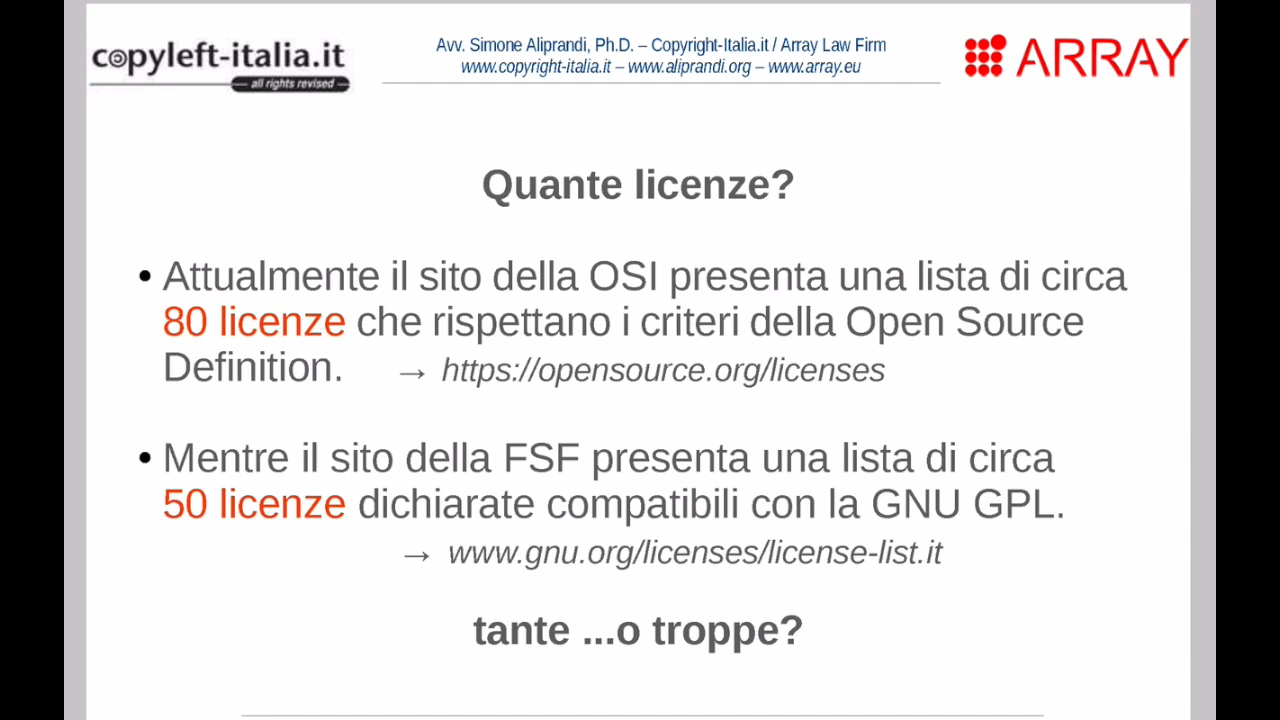 copyleft-italia.it
all rights revised
Avv. Simone Aliprandi, Ph.D. – Copyright-Italia.it / Array Law Firm
www.copyright-italia.it – www.aliprandi.org – www.array.eu
ARRAY
Quante licenze?
• Attualmente il sito della OSI presenta una lista di circa
80 licenze che rispettano i criteri della Open Source
Definition. → https://opensource.org/licenses
• Mentre il sito della FSF presenta una lista di circa
50 licenze dichiarate compatibili con la GNU GPL.
→ www.gnu.org/licenses/license-list.it
tante ...o troppe?